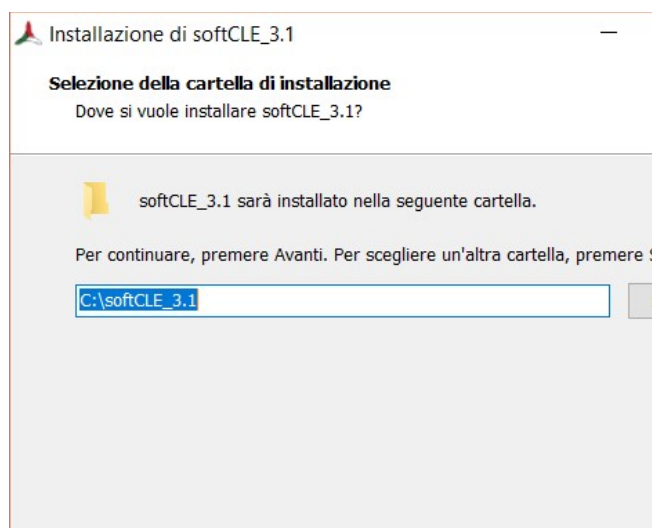 Installazione di softCLE_3.1
Selezione della cartella di installazione
Dove si vuole installare softCLE_3.1?
softCLE_3.1 sarà installato nella seguente cartella.
Per continuare, premere Avanti. Per scegliere un'altra cartella, premere
C:\softCLE_3.1